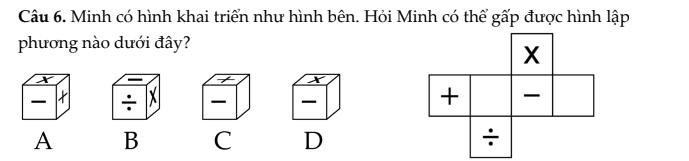 Câu 6. Minh có hình khai triển như hình bên. Hỏi Minh có thể gấp được hình lập
phương nào dưới đây?
X
+ −
÷
X − +
− ÷ X
+ −
X −
A B C D